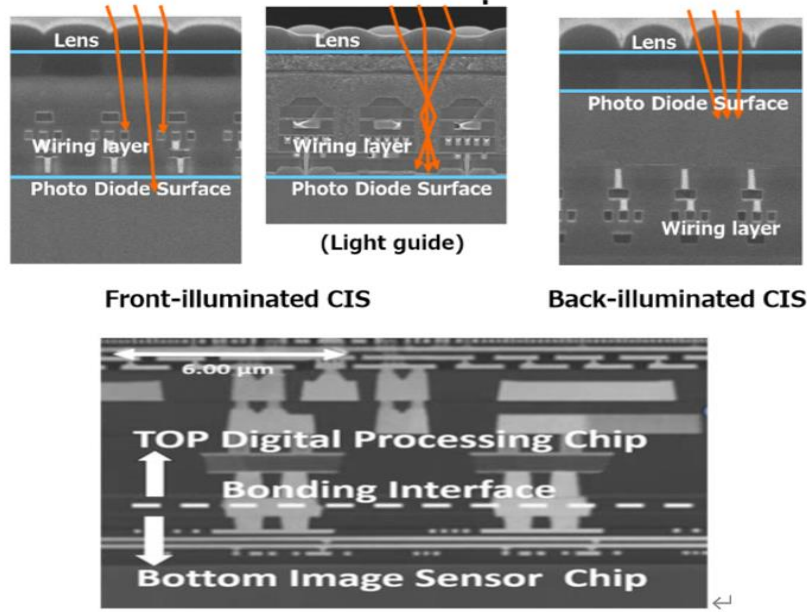 Lens
Lens
Lens
Photo Diode Surface
Wiring layer
Wiring layer
Photo Diode Surface
Photo Diode Surface
Wiring layer
(Light guide)
Front-illuminated CIS
Back-illuminated CIS
6.00 µm
TOP Digital Processing Chip
Bonding Interface
Bottom Image Sensor Chip